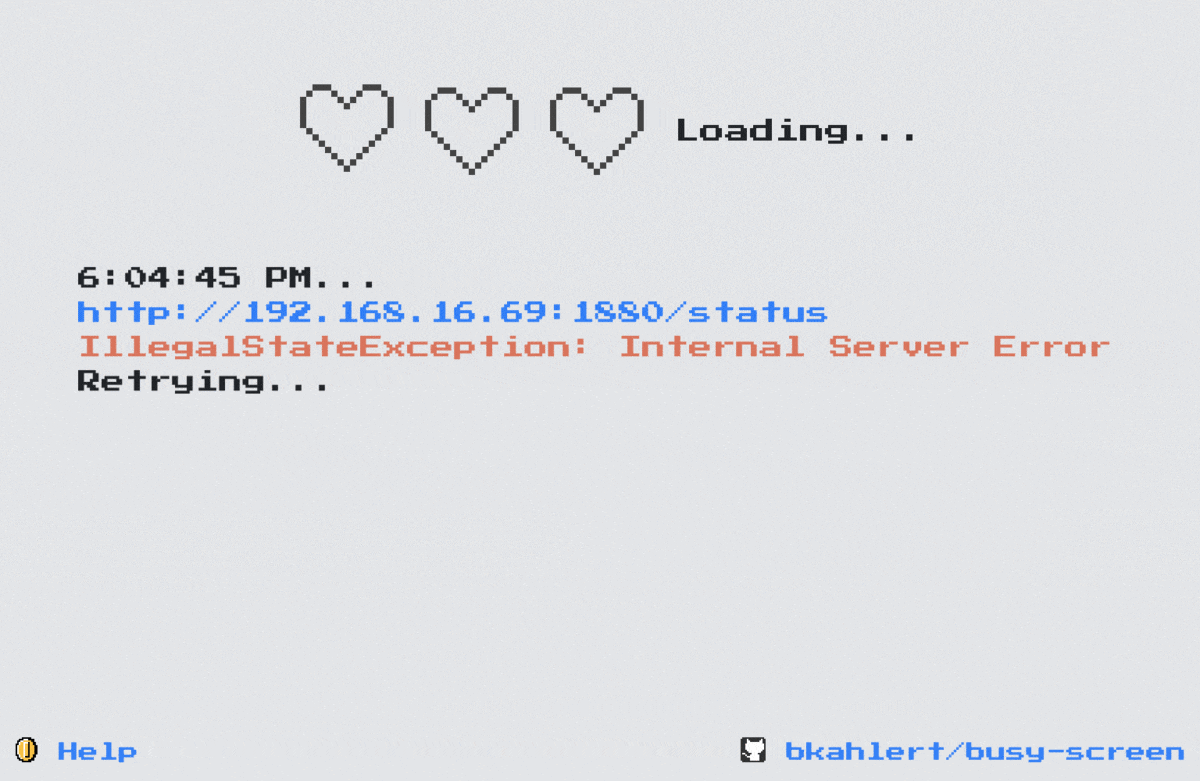 Loading...
6:04:45 PM...
http://192.168.16.69:1880/status
IllegalStateException: Internal Server Error
Retrying...
Help
bkahlert/busy-screen